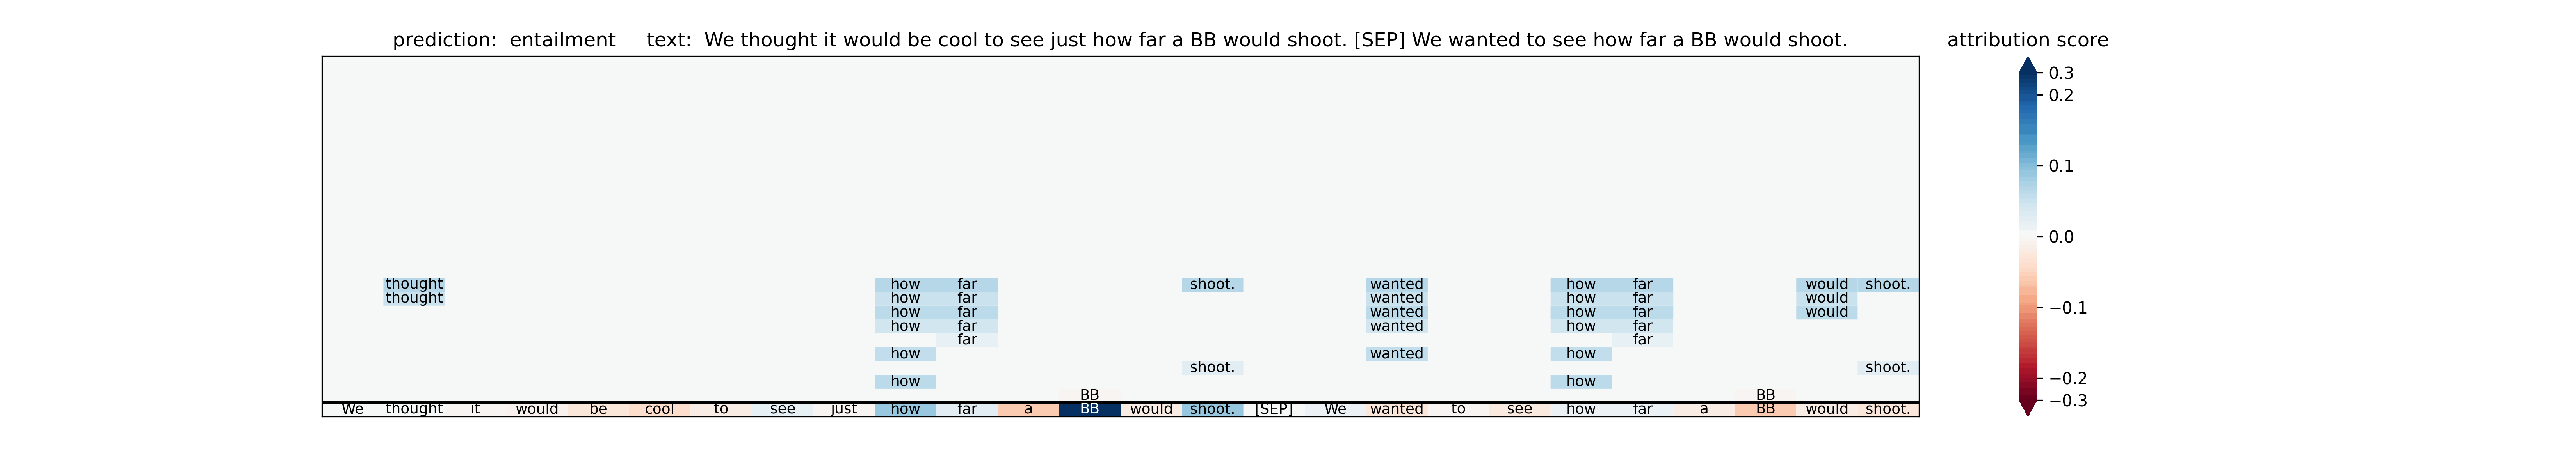 prediction:  entailment     text:  We thought it would be cool to see just how far a BB would shoot. [SEP] We wanted to see how far a BB would shoot.
attribution score
0.3
0.2
0.1
0.0
−0.1
−0.2
−0.3
thought how far shoot. wanted how far would shoot.
thought how far wanted how far would
how far wanted how far would
how far wanted how far
far far
how wanted how
shoot. shoot.
how how
BB BB
We thought it would be cool to see just how far a BB would shoot. [SEP] We wanted to see how far a BB would shoot.